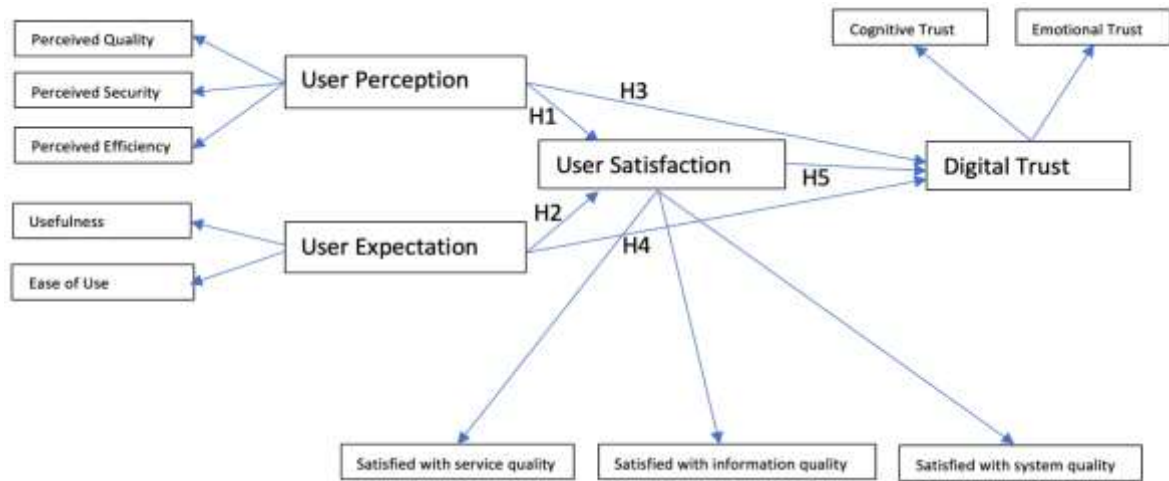 Cognitive Trust
Emotional Trust
Perceived Quality
User Perception
Perceived Security
H3
H1
Perceived Efficiency
User Satisfaction
Digital Trust
H5
Usefulness
H2
User Expectation
H4
Ease of Use
Satisfied with service quality
Satisfied with information quality
Satisfied with system quality